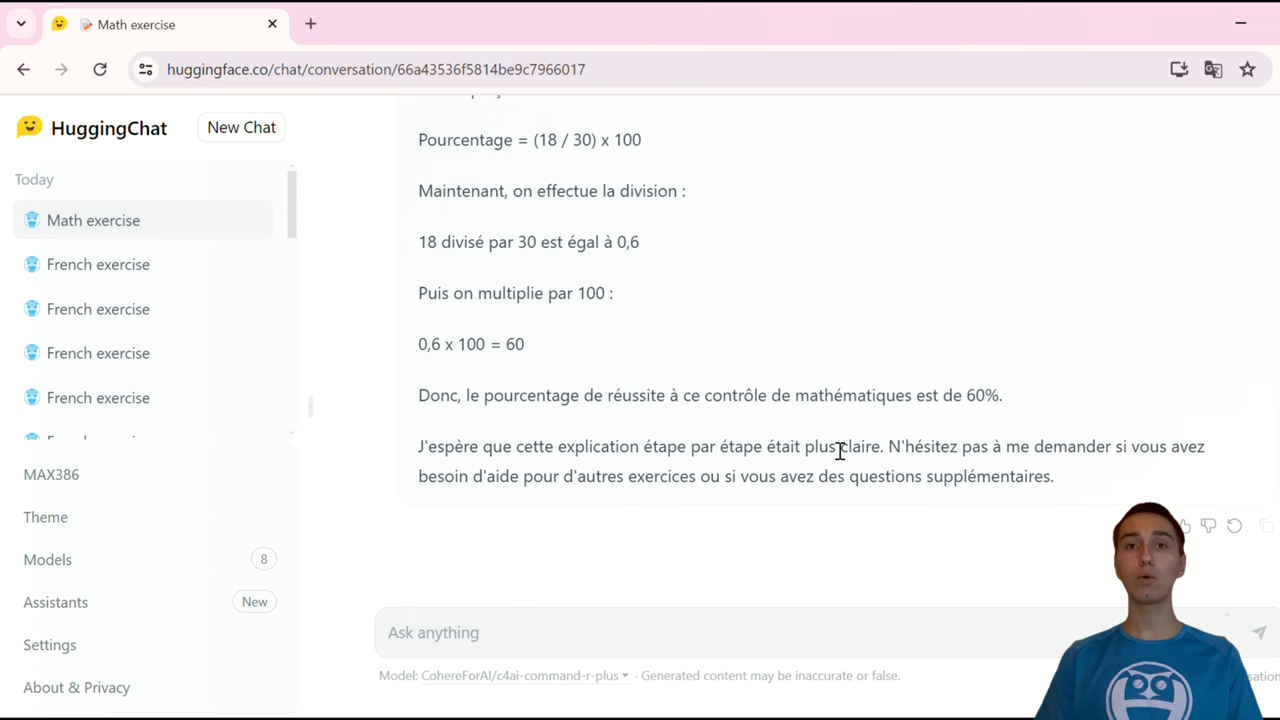 Math exercise
huggingface.co/chat/conversation/66a43536f5814be9c7966017
HuggingChat
New Chat
Today
Math exercise
French exercise
French exercise
French exercise
French exercise
MAX386
Theme
Models 8
Assistants New
Settings
About & Privacy
Pourcentage = (18 / 30) x 100
Maintenant, on effectue la division :
18 divisé par 30 est égal à 0,6
Puis on multiplie par 100 :
0,6 x 100 = 60
Donc, le pourcentage de réussite à ce contrôle de mathématiques est de 60%.
J'espère que cette explication étape par étape était plus claire. N'hésitez pas à me demander si vous avez
besoin d'aide pour d'autres exercices ou si vous avez des questions supplémentaires.
Ask anything
Model: CohereForAI/c4ai-command-r-plus · Generated content may be inaccurate or false.